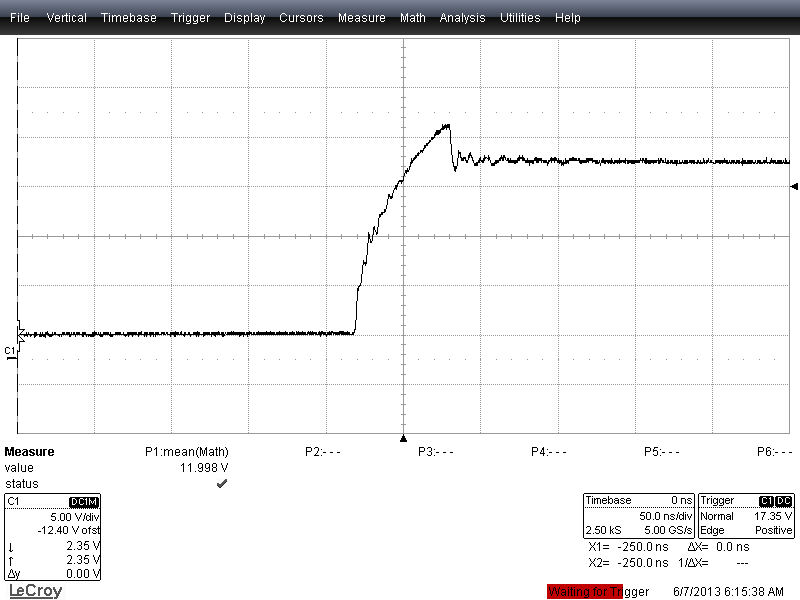 File Vertical Timebase Trigger Display Cursors Measure Math Analysis Utilities Help
C1
Measure P1:mean(Math) P2:--- P3:--- P4:--- P5:--- P6:---
value 11.998 V
status ✔
C1 DC1M
5.00 V/div
-12.40 V ofst
↓ 2.35 V
↑ 2.35 V
Δy 0.00 V
Timebase 0 ns
50.0 ns/div
2.50 kS 5.00 GS/s
Trigger C1 DC
Normal 17.35 V
Edge Positive
X1= -250.0 ns ΔX= 0.0 ns
X2= -250.0 ns 1/ΔX= ---
LeCroy
Waiting for Trigger 6/7/2013 6:15:38 AM